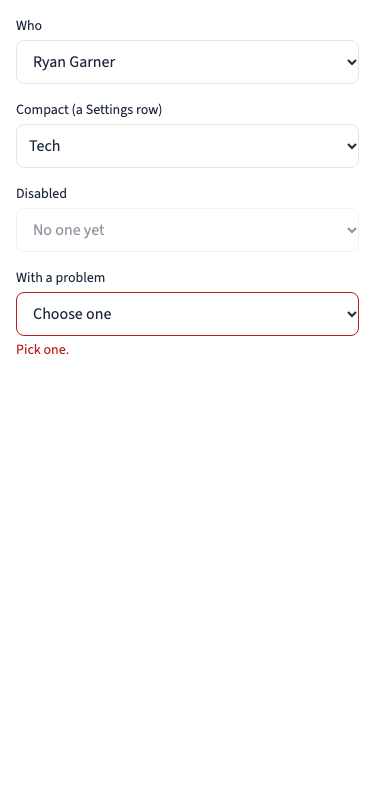 Who
Ryan Garner
Compact (a Settings row)
Tech
Disabled
No one yet
With a problem
Choose one
Pick one.